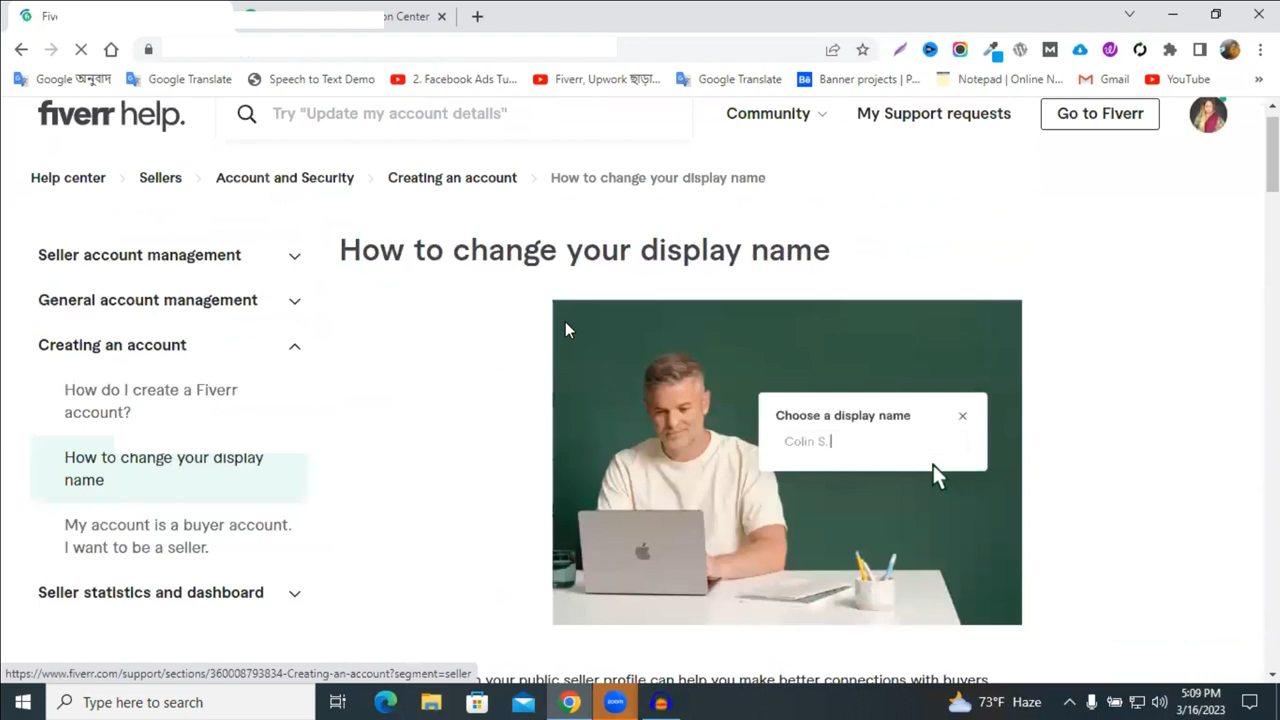 Fiv
on Center
Google অনুবাদ
Google Translate
Speech to Text Demo
2. Facebook Ads Tu...
Fiverr, Upwork ছাড়া...
Google Translate
Bē Banner projects | P...
Notepad | Online N...
Gmail
YouTube
»
fiverr help.
Try "Update my account details"
Community
My Support requests
Go to Fiverr
Help center
Sellers
Account and Security
Creating an account
How to change your display name
Seller account management
General account management
Creating an account
How do I create a Fiverr
account?
How to change your display
name
My account is a buyer account.
I want to be a seller.
Seller statistics and dashboard
How to change your display name
Choose a display name
Colin S.
your public seller profile can help you make better connections with buyers
https://www.fiverr.com/support/sections/360008793834-Creating-an-account?segment=seller
Type here to search
zoom
73°F Haze
5:09 PM
3/16/2023